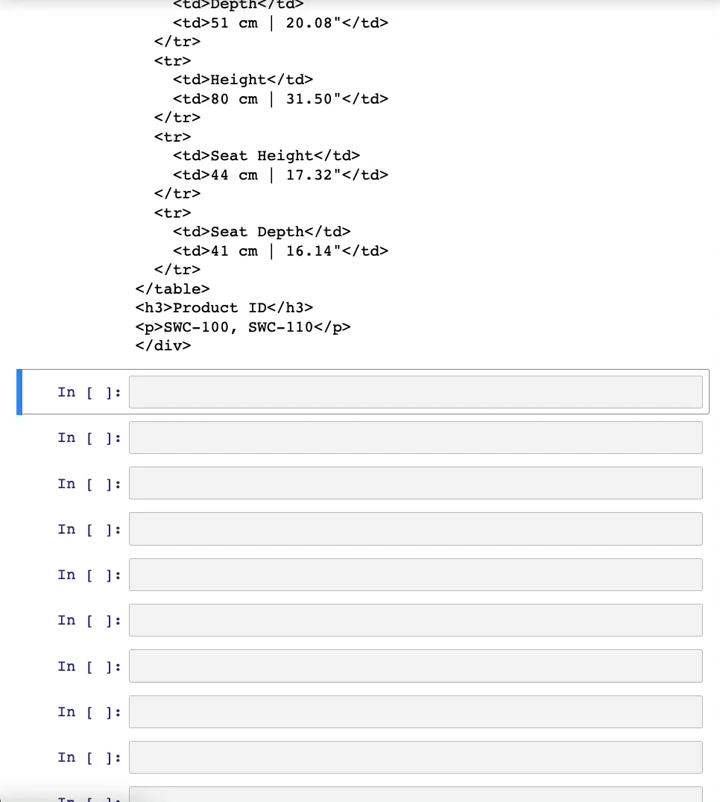 <td>Depth</td>
<td>51 cm | 20.08"</td>
</tr>
<tr>
<td>Height</td>
<td>80 cm | 31.50"</td>
</tr>
<tr>
<td>Seat Height</td>
<td>44 cm | 17.32"</td>
</tr>
<tr>
<td>Seat Depth</td>
<td>41 cm | 16.14"</td>
</tr>
</table>
<h3>Product ID</h3>
<p>SWC-100, SWC-110</p>
</div>
In [ ]:
In [ ]:
In [ ]:
In [ ]:
In [ ]:
In [ ]:
In [ ]:
In [ ]:
In [ ]:
In [ ]: